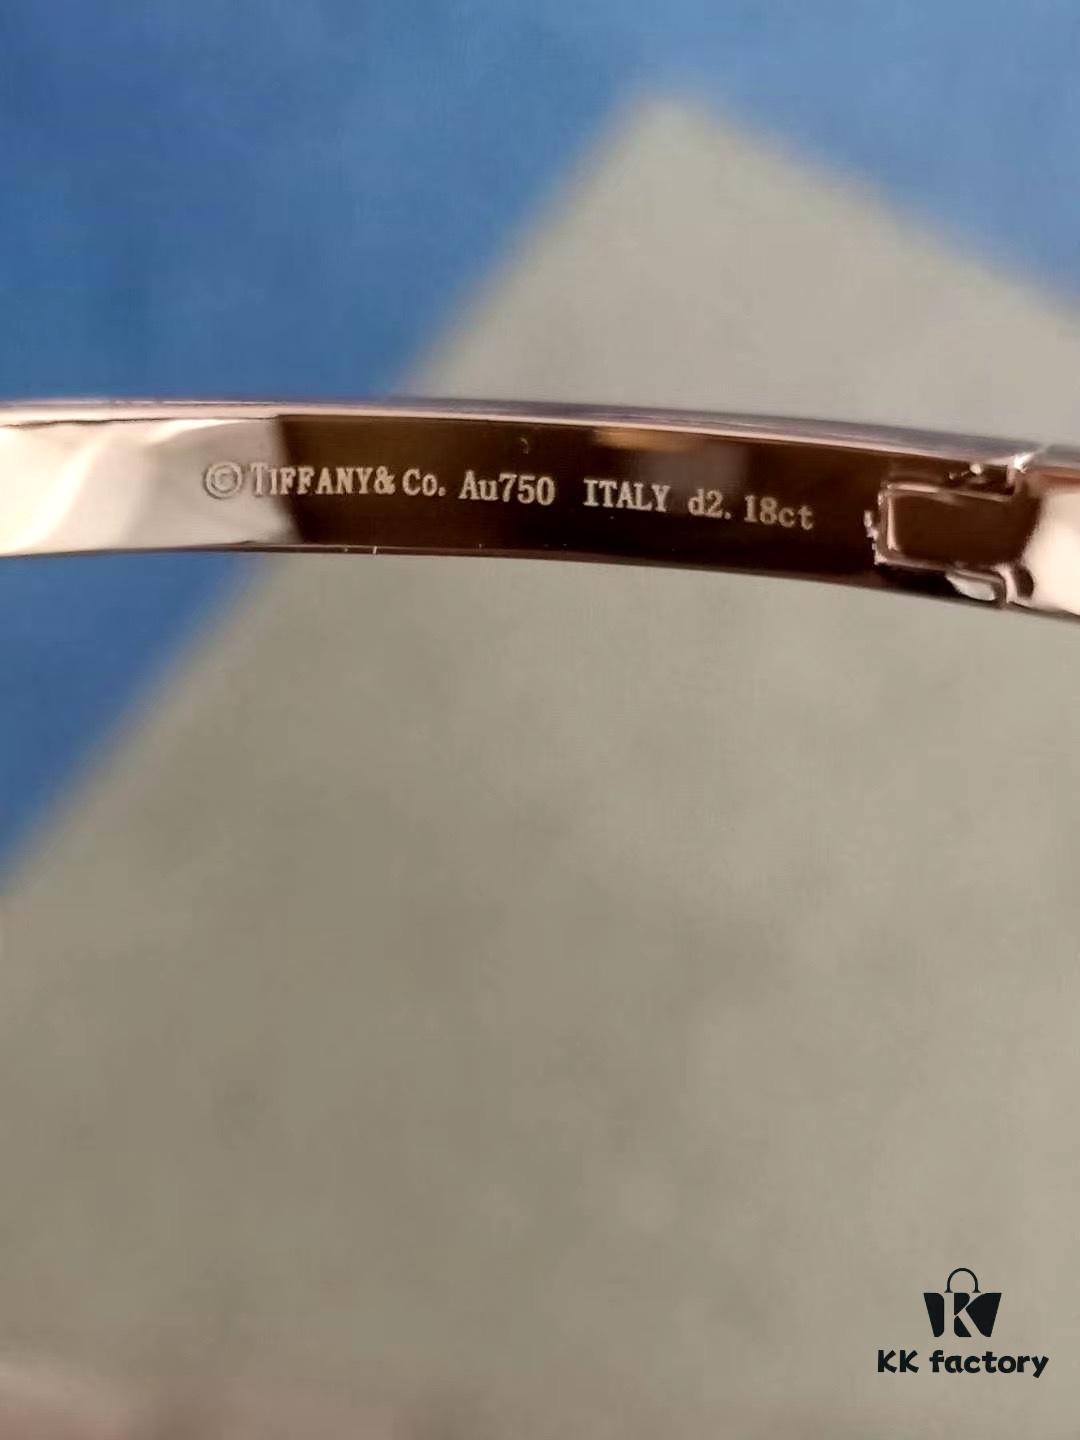 ©TIFFANY& Co. Au750 ITALY d2. 18ct
KK factory